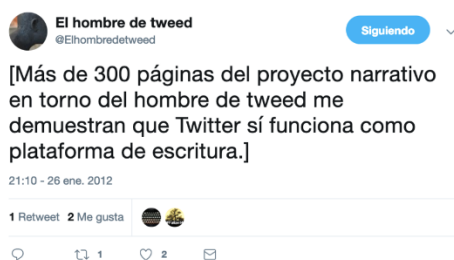 El hombre de tweed
@Elhombredetweed
Siguiendo
[Más de 300 páginas del proyecto narrativo
en torno del hombre de tweed me
demuestran que Twitter sí funciona como
plataforma de escritura.]
21:10 - 26 ene. 2012
1 Retweet 2 Me gusta
1 2